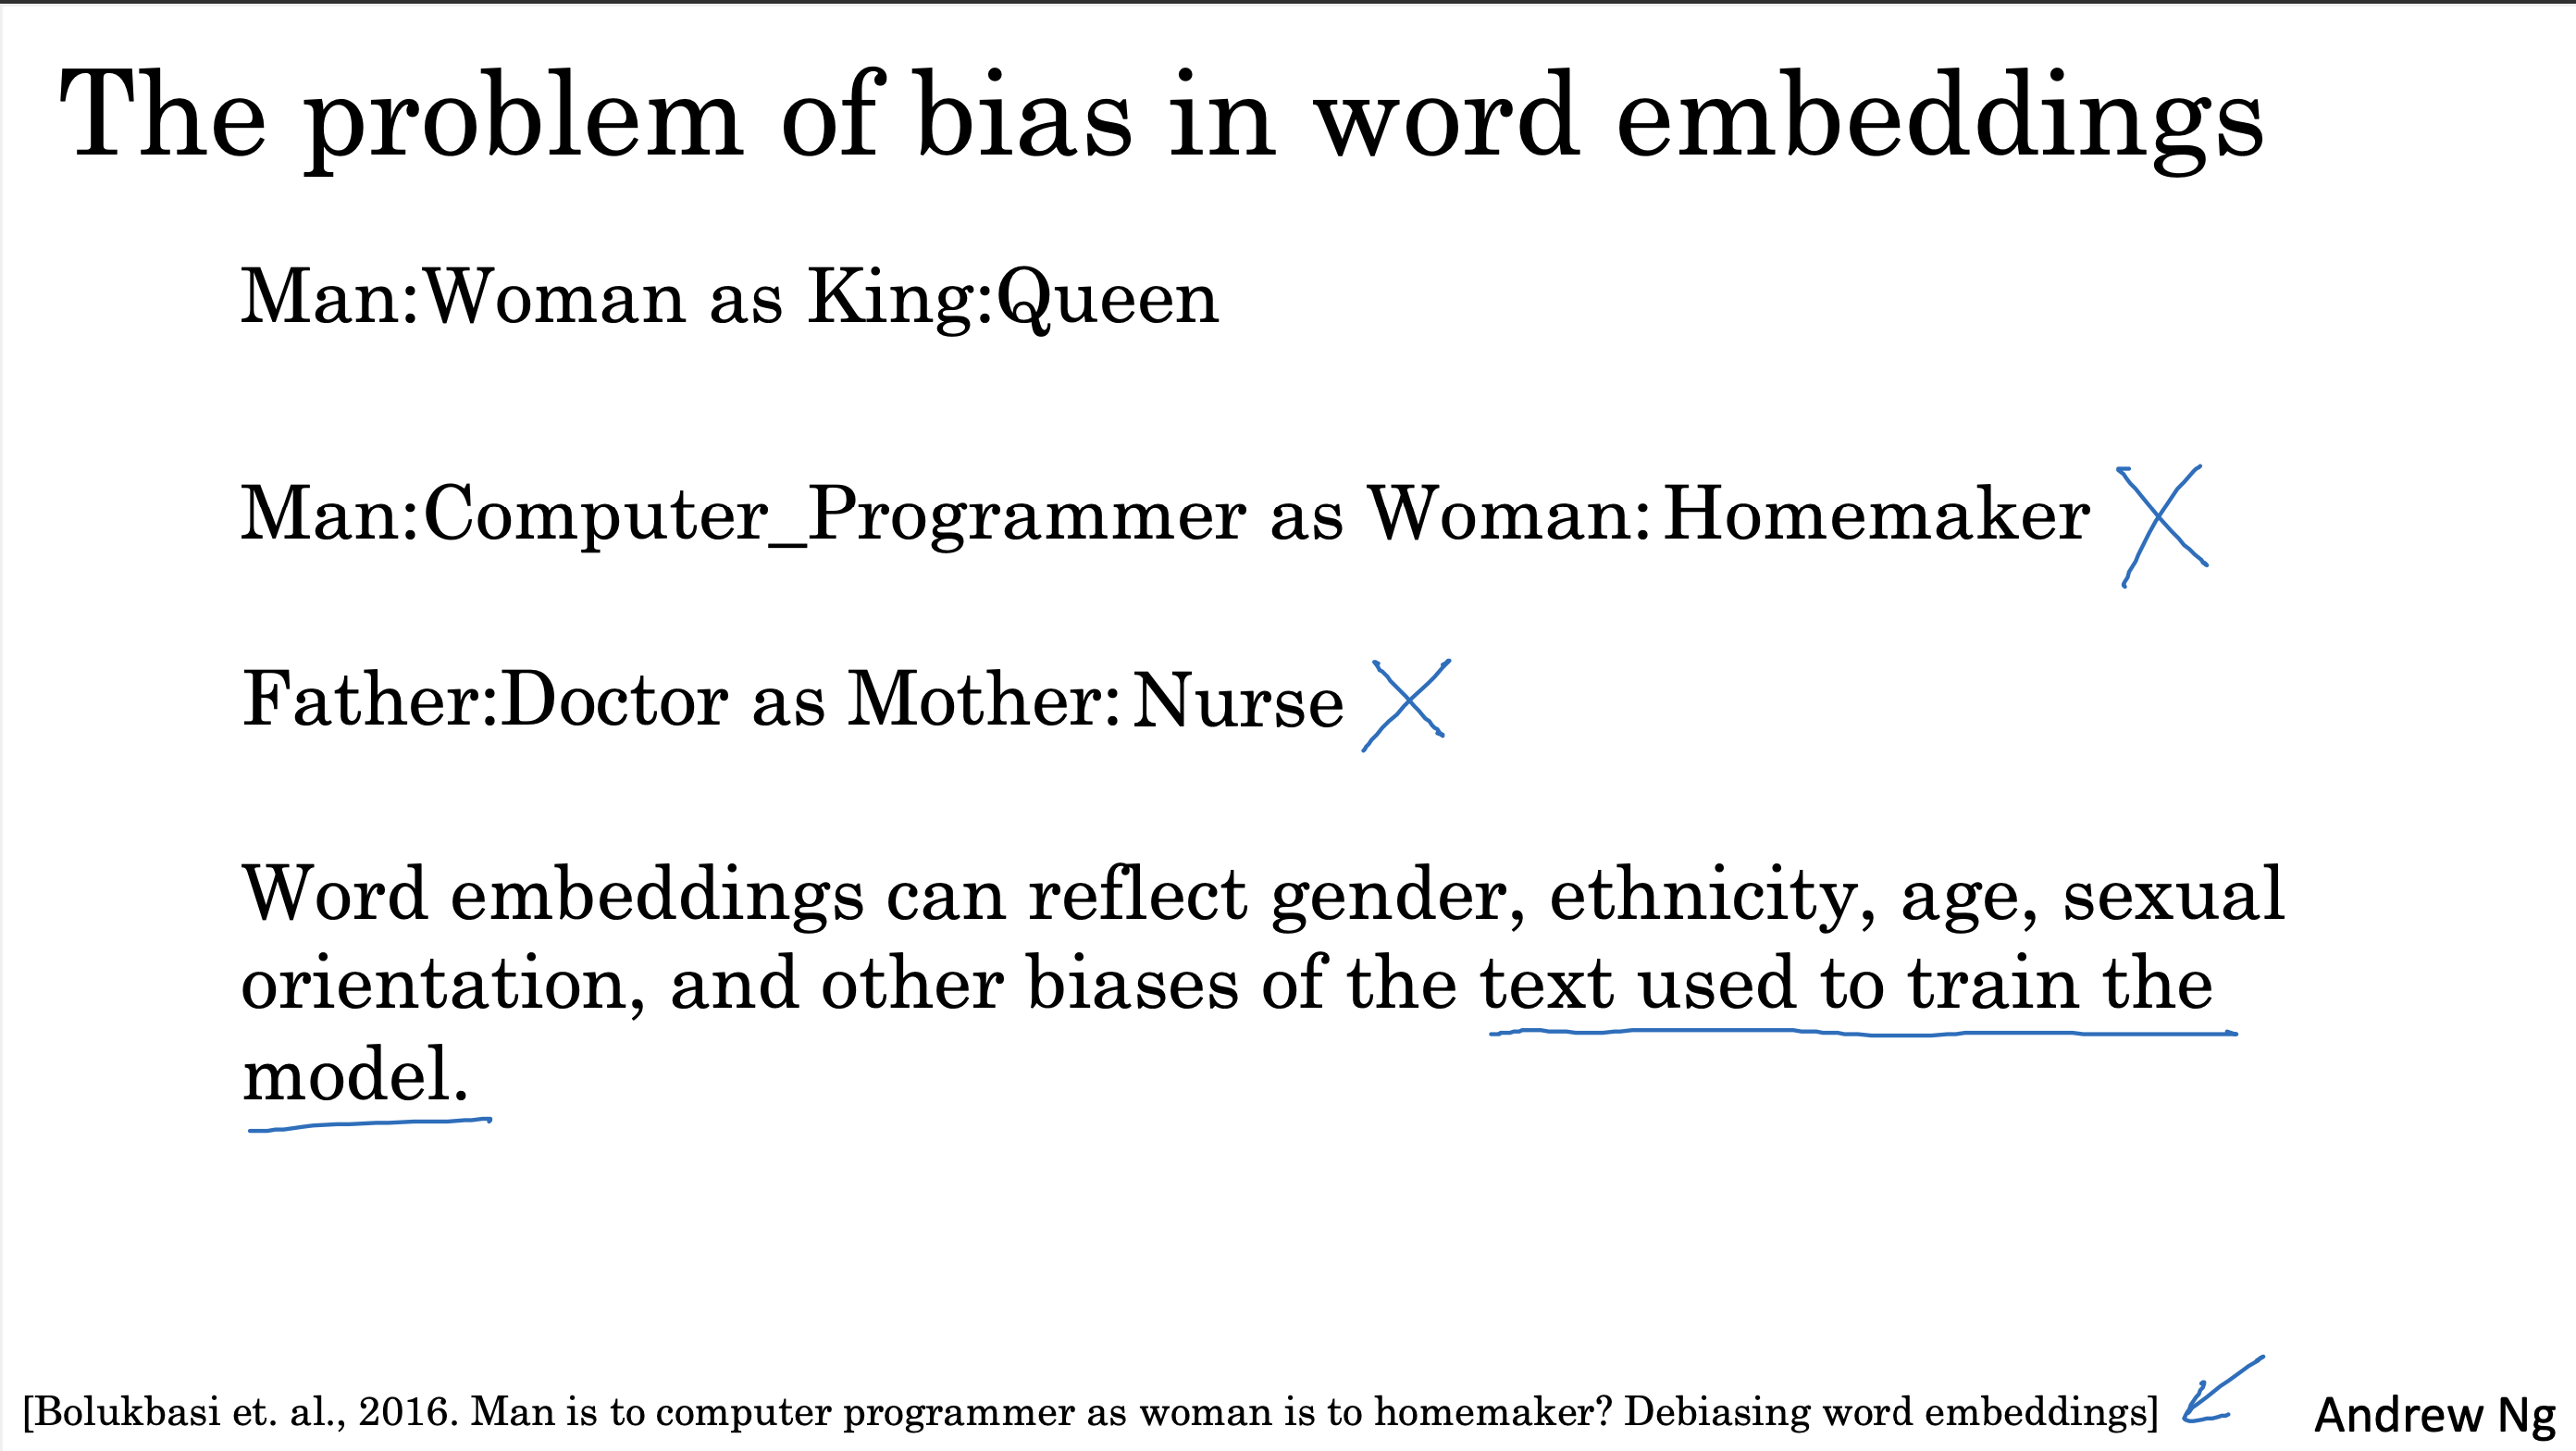 The problem of bias in word embeddings
Man:Woman as King:Queen
Man:Computer_Programmer as Woman:Homemaker
Father:Doctor as Mother:Nurse
Word embeddings can reflect gender, ethnicity, age, sexual
orientation, and other biases of the text used to train the
model.
[Bolukbasi et. al., 2016. Man is to computer programmer as woman is to homemaker? Debiasing word embeddings]
Andrew Ng